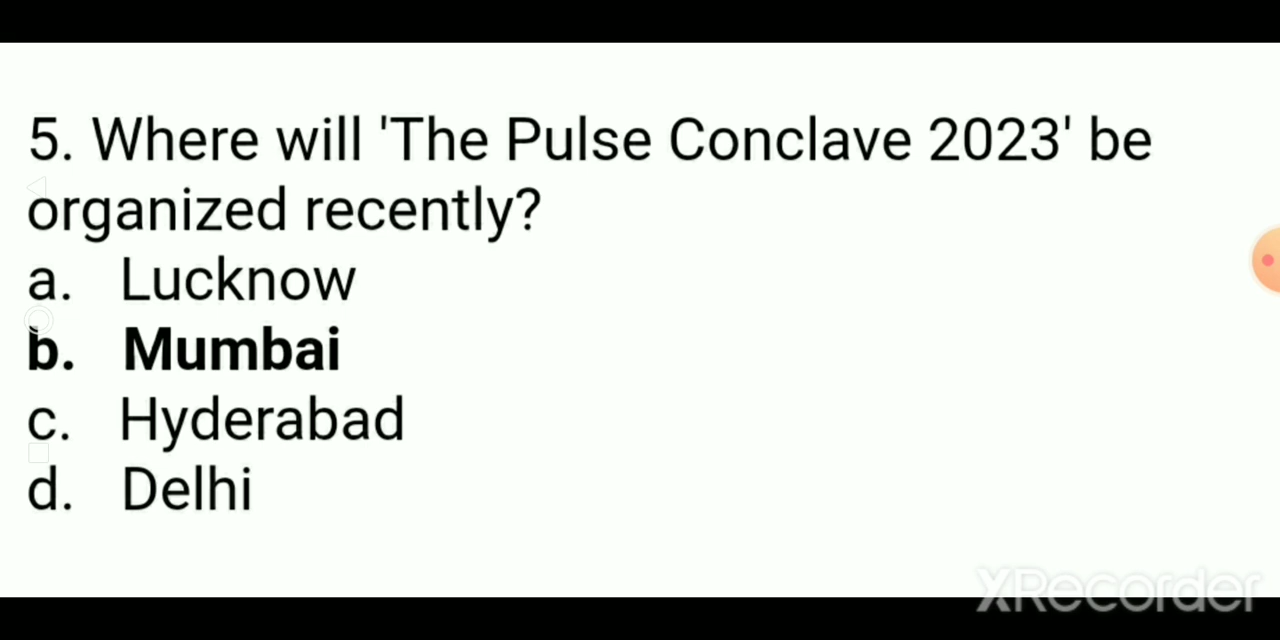 5. Where will 'The Pulse Conclave 2023' be
organized recently?
a. Lucknow
b. Mumbai
c. Hyderabad
d. Delhi
XRecorder